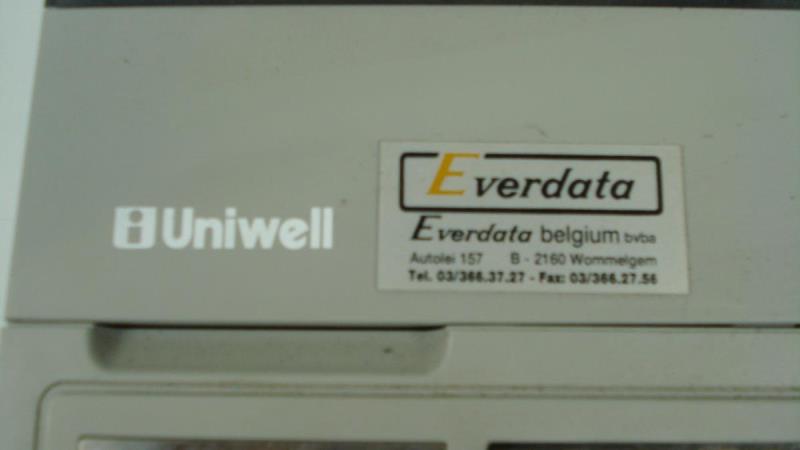 Uniwell
Everdata
Everdata belgium bvba
Autolei 157 B - 2160 Wommelgem
Tel. 03/366.37.27 - Fax: 03/366.27.56